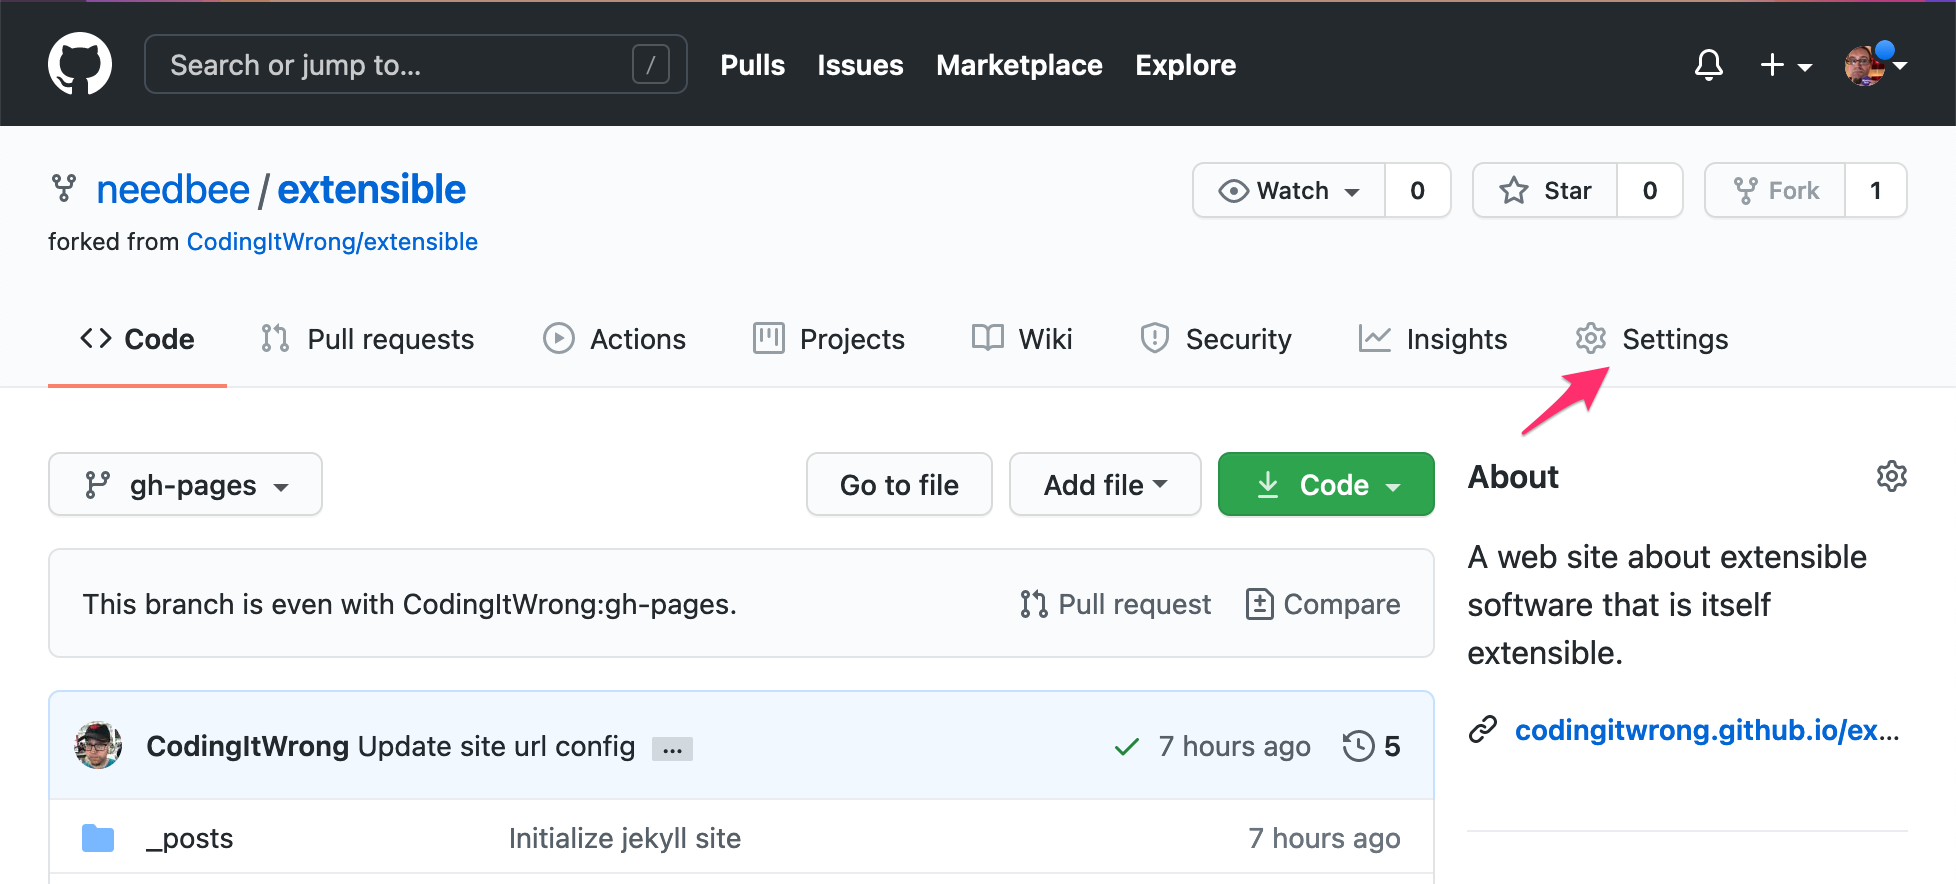 Search or jump to... / Pulls Issues Marketplace Explore
needbee / extensible Watch 0 Star 0 Fork 1
forked from CodingItWrong/extensible
Code Pull requests Actions Projects Wiki Security Insights Settings
gh-pages Go to file Add file Code
About
A web site about extensible
software that is itself
extensible.
codingitwrong.github.io/ex...
This branch is even with CodingItWrong:gh-pages. Pull request Compare
CodingItWrong Update site url config ... 7 hours ago 5
_posts Initialize jekyll site 7 hours ago